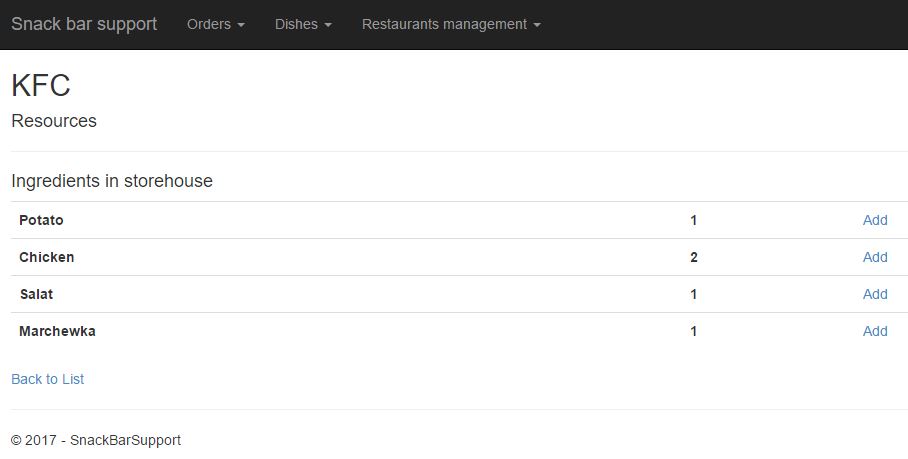 Snack bar support Orders Dishes Restaurants management
KFC
Resources
Ingredients in storehouse
Potato 1 Add
Chicken 2 Add
Salat 1 Add
Marchewka 1 Add
Back to List
© 2017 - SnackBarSupport